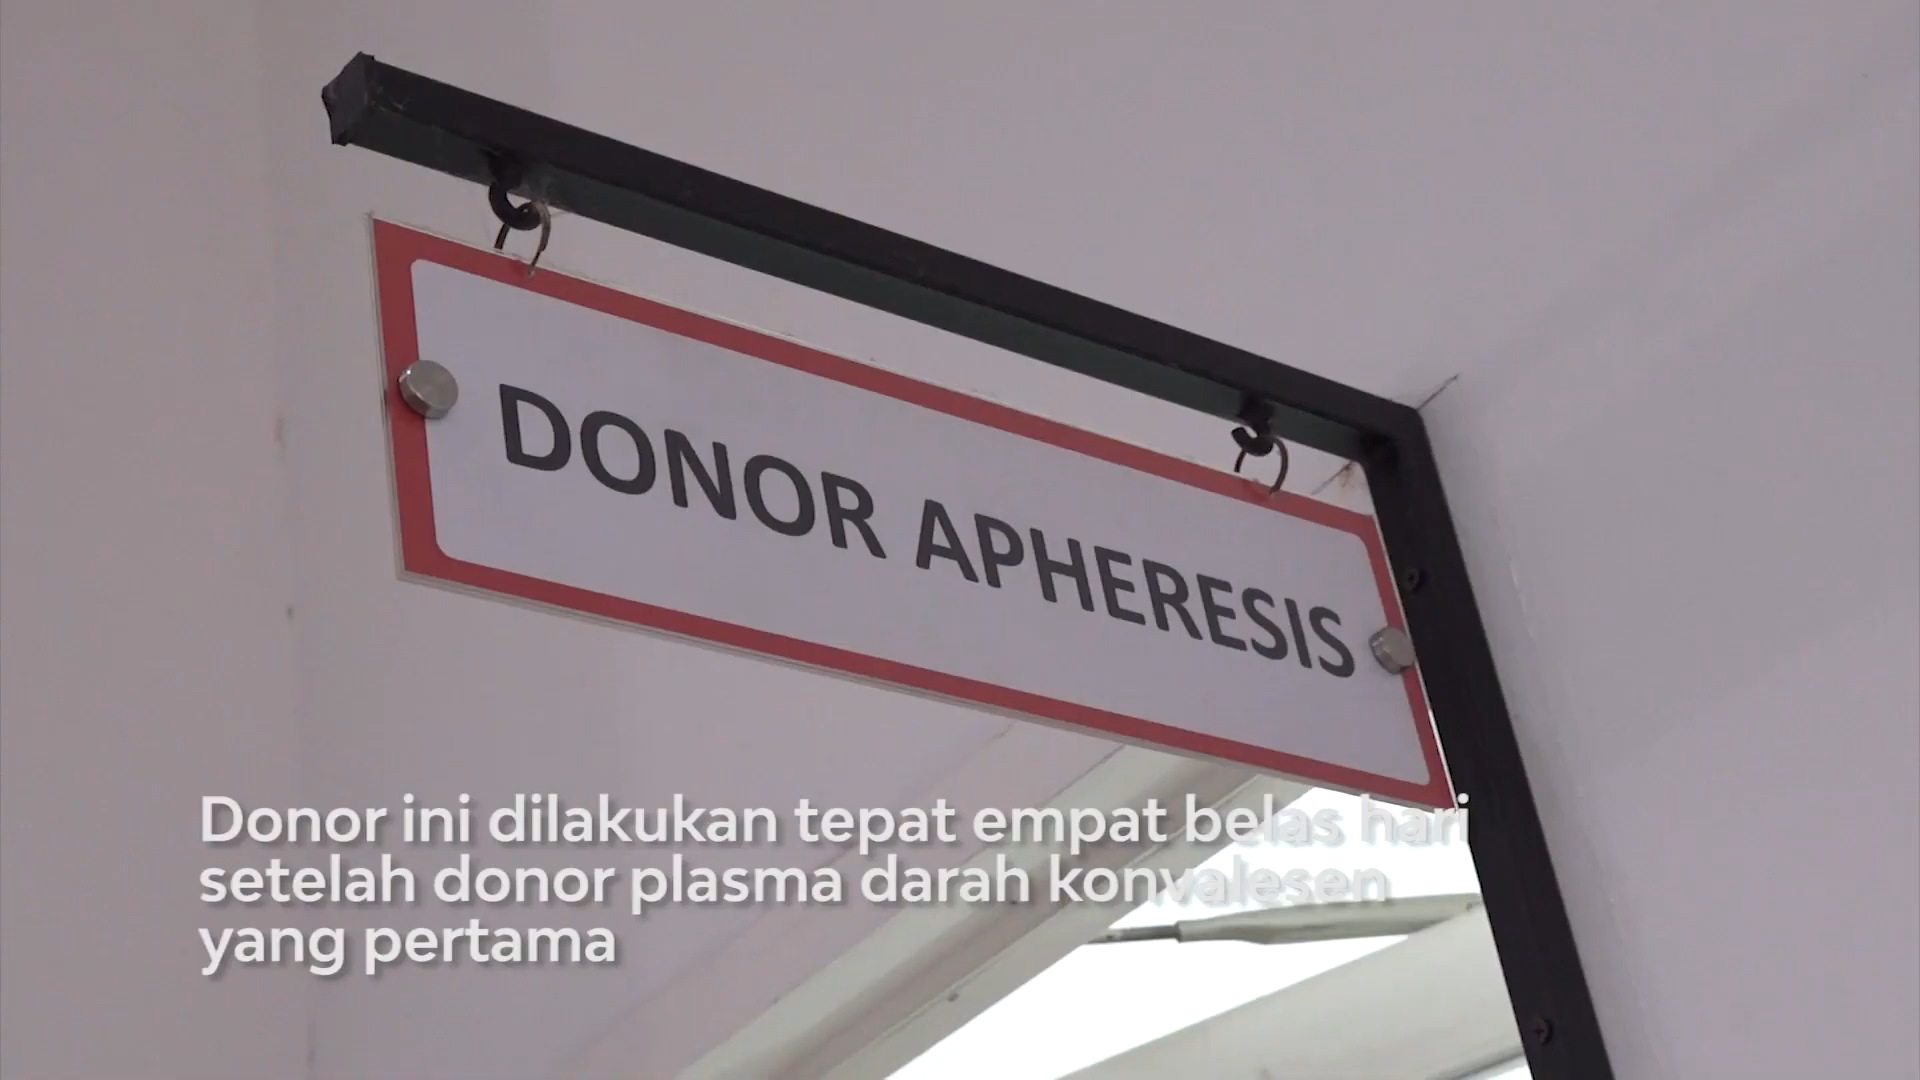 DONOR APHERESIS
Donor ini dilakukan tepat empat belas hari
setelah donor plasma darah konvalesen
yang pertama